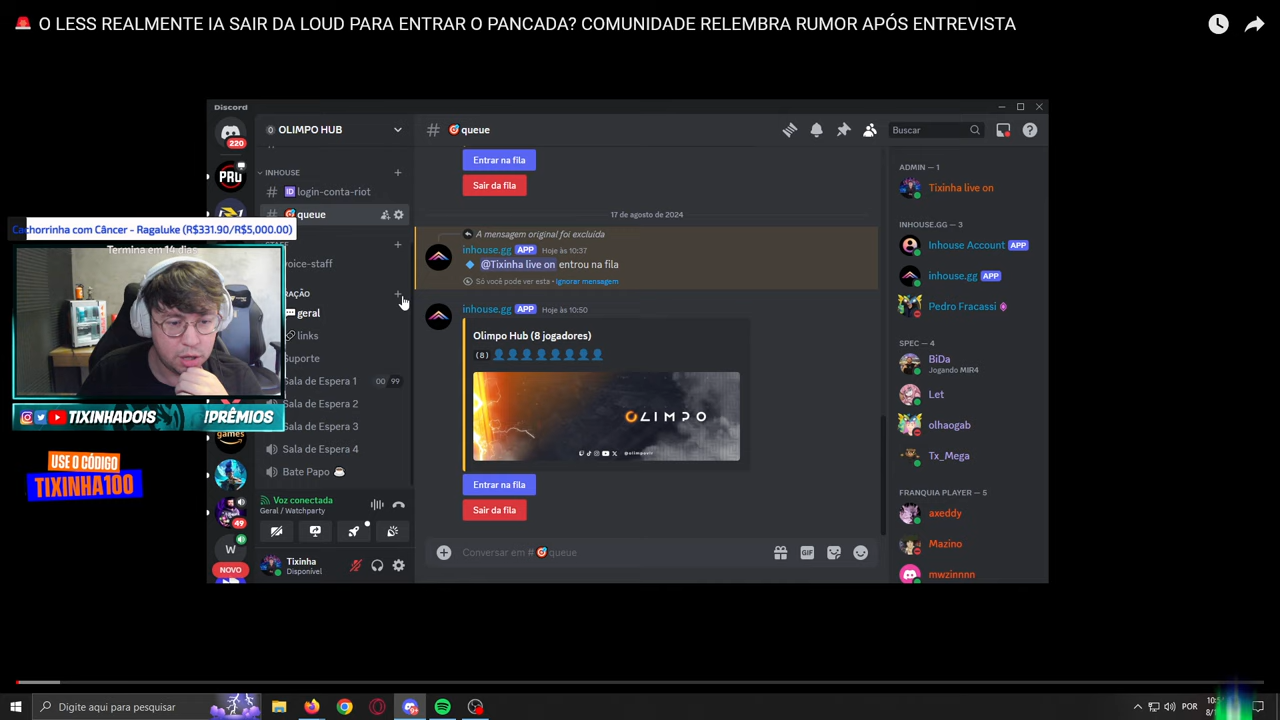 🚨 O LESS REALMENTE IA SAIR DA LOUD PARA ENTRAR O PANCADA? COMUNIDADE RELEMBRA RUMOR APÓS ENTREVISTA
Discord
OLIMPO HUB
# 🎯queue
Buscar
220
INHOUSE
login-conta-riot
🎯queue
voice-staff
RAÇÃO
geral
links
Suporte
Sala de Espera 1
00 99
Sala de Espera 2
Sala de Espera 3
Sala de Espera 4
Bate Papo ☕
games
49
W
NOVO
Voz conectada
Geral / Watchparty
Tixinha
Disponível
Entrar na fila
Sair da fila
17 de agosto de 2024
A mensagem original foi excluída
inhouse.gg APP Hoje às 10:37
🔹 @Tixinha live on entrou na fila
Só você pode ver esta • Ignorar mensagem
inhouse.gg APP Hoje às 10:50
Olimpo Hub (8 jogadores)
(8)
OLIMPO
Entrar na fila
Sair da fila
Conversar em # 🎯queue
GIF
ADMIN — 1
Tixinha live on
INHOUSE.GG — 3
Inhouse Account APP
inhouse.gg APP
Pedro Fracassi
SPEC — 4
BiDa
Jogando MIR4
Let
olhaogab
Tx_Mega
FRANQUIA PLAYER — 5
axeddy
Mazino
mwzinnnn
Cachorrinha com Câncer - Ragaluke (R$331.90/R$5,000.00)
Termina em 14 dias
TIXINHADOIS
!PRÊMIOS
USE O CÓDIGO
TIXINHA100
Digite aqui para pesquisar
POR